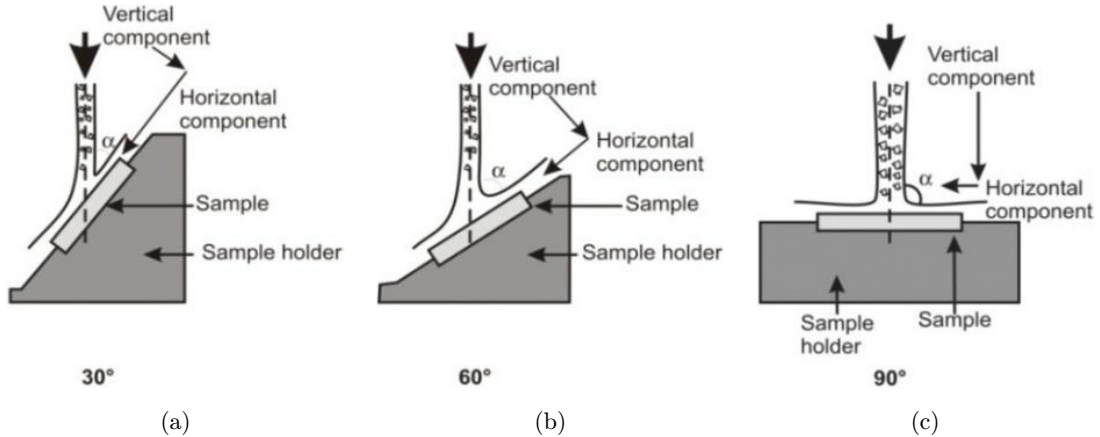 Vertical
component
Horizontal
component
α
Sample
Sample holder
30°
(a)
Vertical
component
Horizontal
component
α
Sample
Sample holder
60°
(b)
Vertical
component
α
Horizontal
component
Sample
holder
Sample
90°
(c)